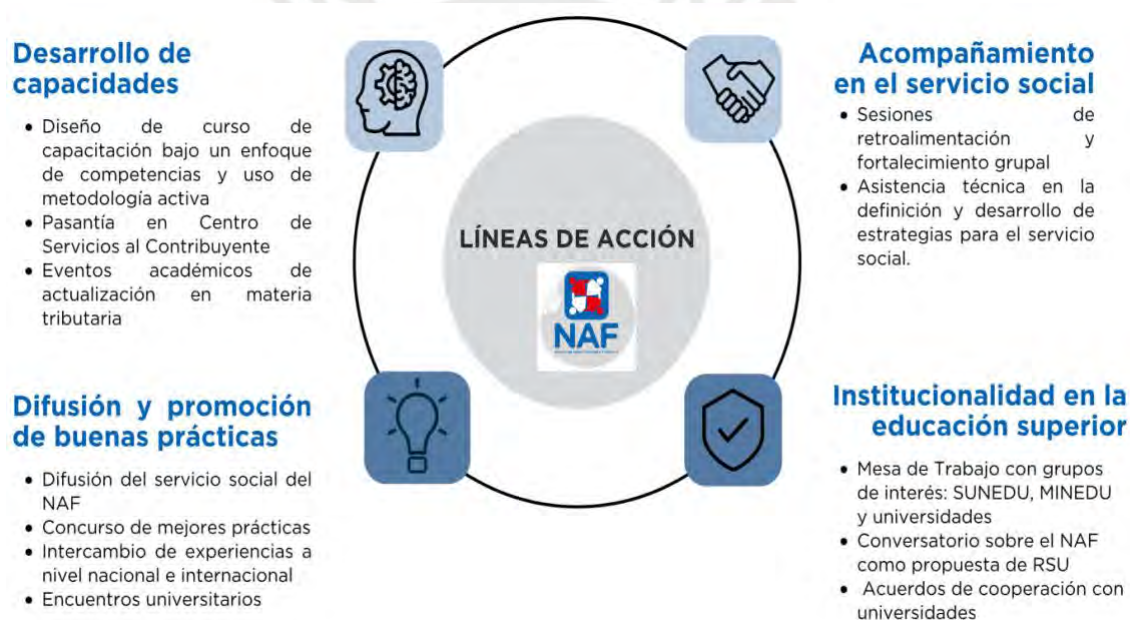 Desarrollo de
capacidades
• Diseño de curso de
capacitación bajo un enfoque
de competencias y uso de
metodología activa
• Pasantía en Centro de
Servicios al Contribuyente
• Eventos académicos de
actualización en materia
tributaria
Acompañamiento
en el servicio social
• Sesiones de
retroalimentación y
fortalecimiento grupal
• Asistencia técnica en la
definición y desarrollo de
estrategias para el servicio
social.
LÍNEAS DE ACCIÓN
NAF
Difusión y promoción
de buenas prácticas
• Difusión del servicio social del
NAF
• Concurso de mejores prácticas
• Intercambio de experiencias a
nivel nacional e internacional
• Encuentros universitarios
Institucionalidad en la
educación superior
• Mesa de Trabajo con grupos
de interés: SUNEDU, MINEDU
y universidades
• Conversatorio sobre el NAF
como propuesta de RSU
• Acuerdos de cooperación con
universidades